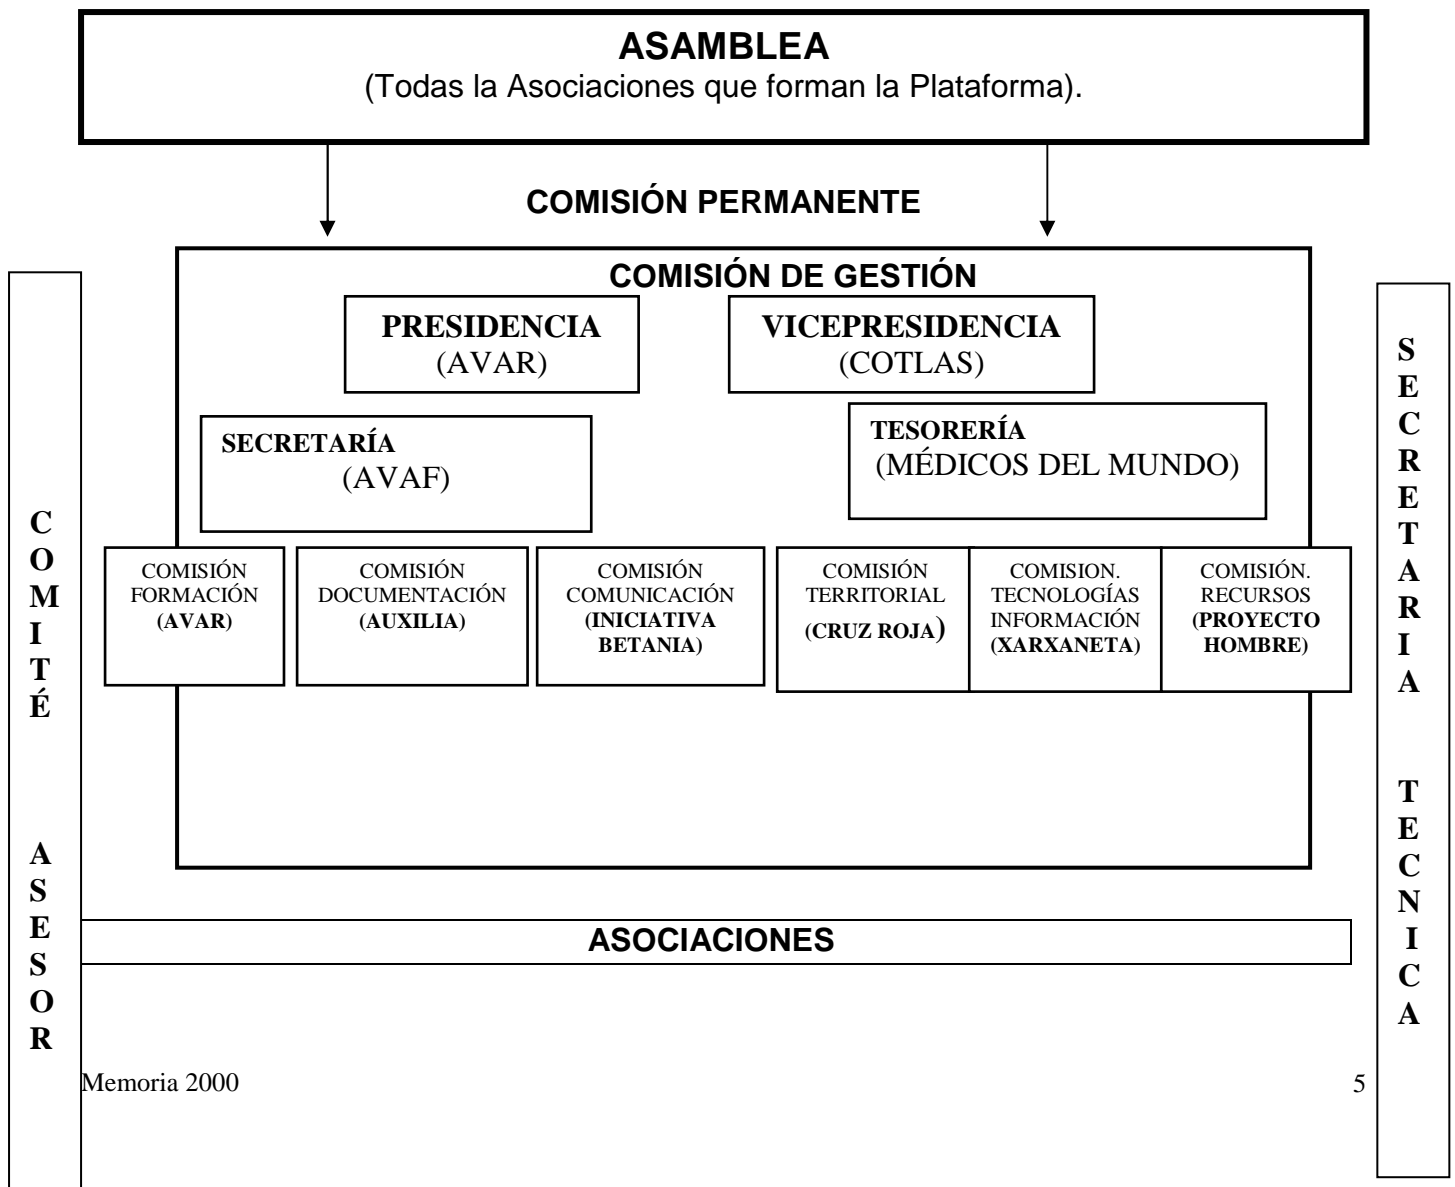 ASAMBLEA
(Todas la Asociaciones que forman la Plataforma).
COMISIÓN PERMANENTE
COMISIÓN DE GESTIÓN
PRESIDENCIA
(AVAR)
VICEPRESIDENCIA
(COTLAS)
SECRETARÍA
(AVAF)
TESORERÍA
(MÉDICOS DEL MUNDO)
COMISIÓN
FORMACIÓN
(AVAR)
COMISIÓN
DOCUMENTACIÓN
(AUXILIA)
COMISIÓN
COMUNICACIÓN
(INICIATIVA
BETANIA)
COMISIÓN
TERRITORIAL
(CRUZ ROJA)
COMISION.
TECNOLOGÍAS
INFORMACIÓN
(XARXANETA)
COMISIÓN.
RECURSOS
(PROYECTO
HOMBRE)
COMITÉ ASESOR
SECRETARIA TECNICA
ASOCIACIONES
Memoria 2000
5